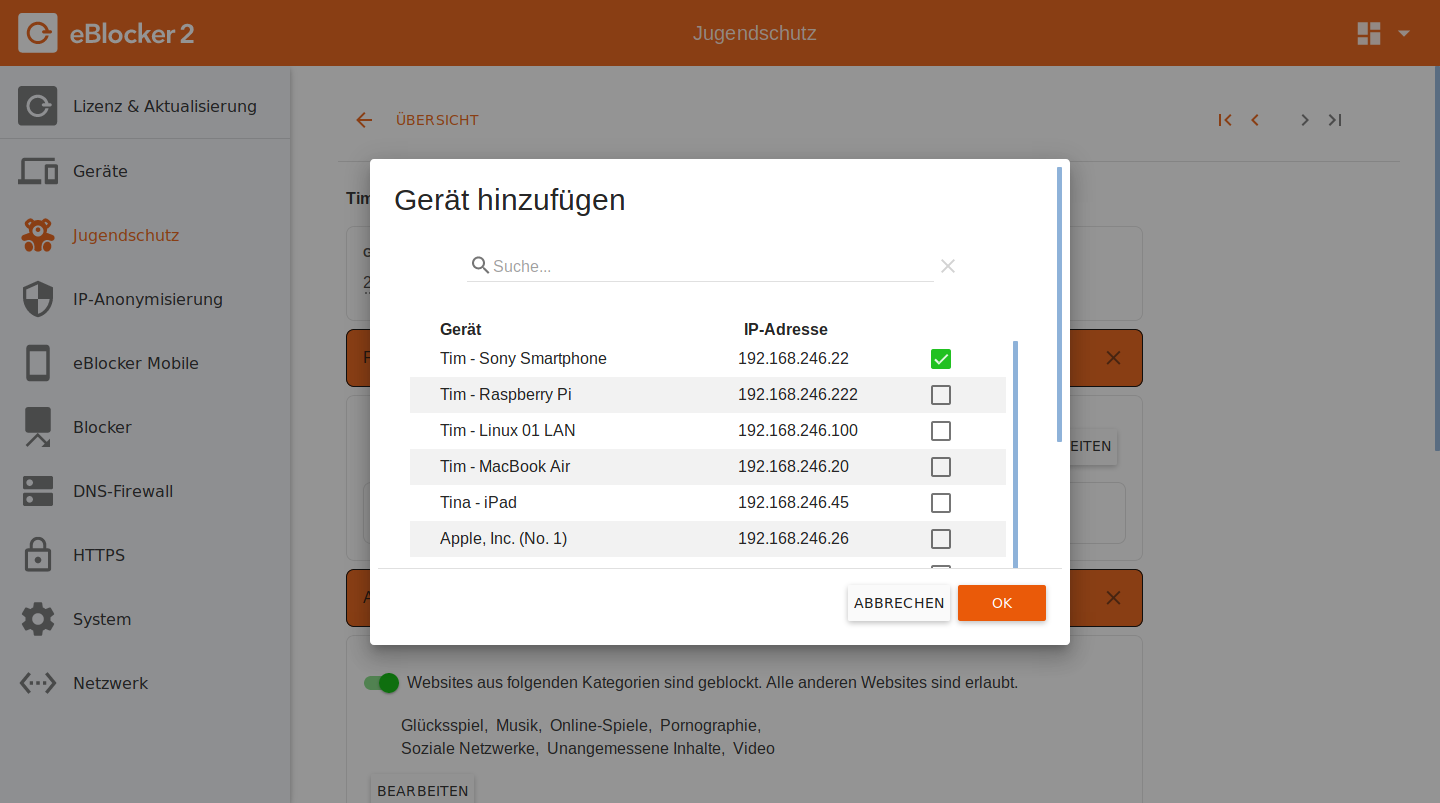 eBlocker 2
Jugendschutz
Lizenz & Aktualisierung
Geräte
Jugendschutz
IP-Anonymisierung
eBlocker Mobile
Blocker
DNS-Firewall
HTTPS
System
Netzwerk
ÜBERSICHT
Tim
Gerät hinzufügen
Suche...
Gerät IP-Adresse
Tim - Sony Smartphone 192.168.246.22
Tim - Raspberry Pi 192.168.246.222
Tim - Linux 01 LAN 192.168.246.100
Tim - MacBook Air 192.168.246.20
Tina - iPad 192.168.246.45
Apple, Inc. (No. 1) 192.168.246.26
ABBRECHEN OK
Websites aus folgenden Kategorien sind geblockt. Alle anderen Websites sind erlaubt.
Glücksspiel, Musik, Online-Spiele, Pornographie,
Soziale Netzwerke, Unangemessene Inhalte, Video
BEARBEITEN